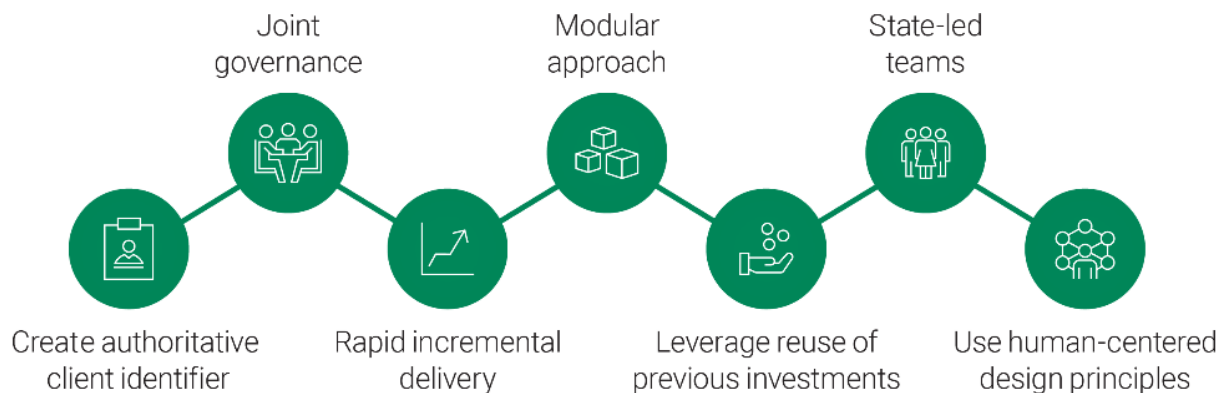 Joint
governance
Modular
approach
State-led
teams
Create authoritative
client identifier
Rapid incremental
delivery
Leverage reuse of
previous investments
Use human-centered
design principles